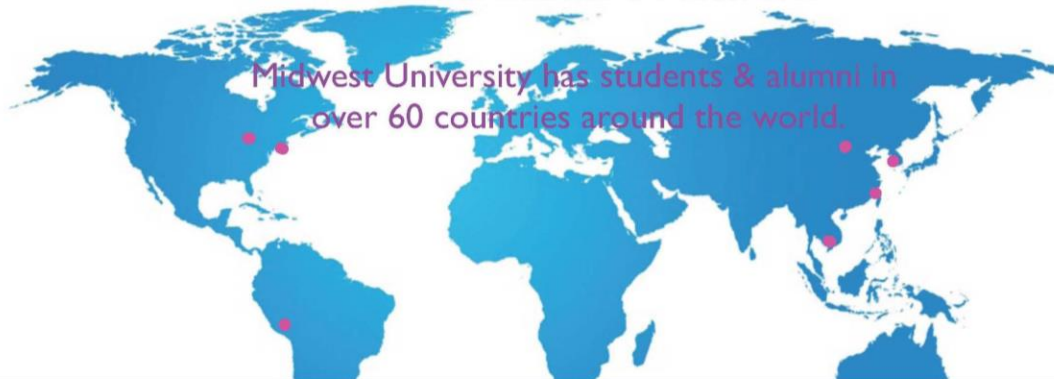 Midwest University has students & alumni in
over 60 countries around the world.